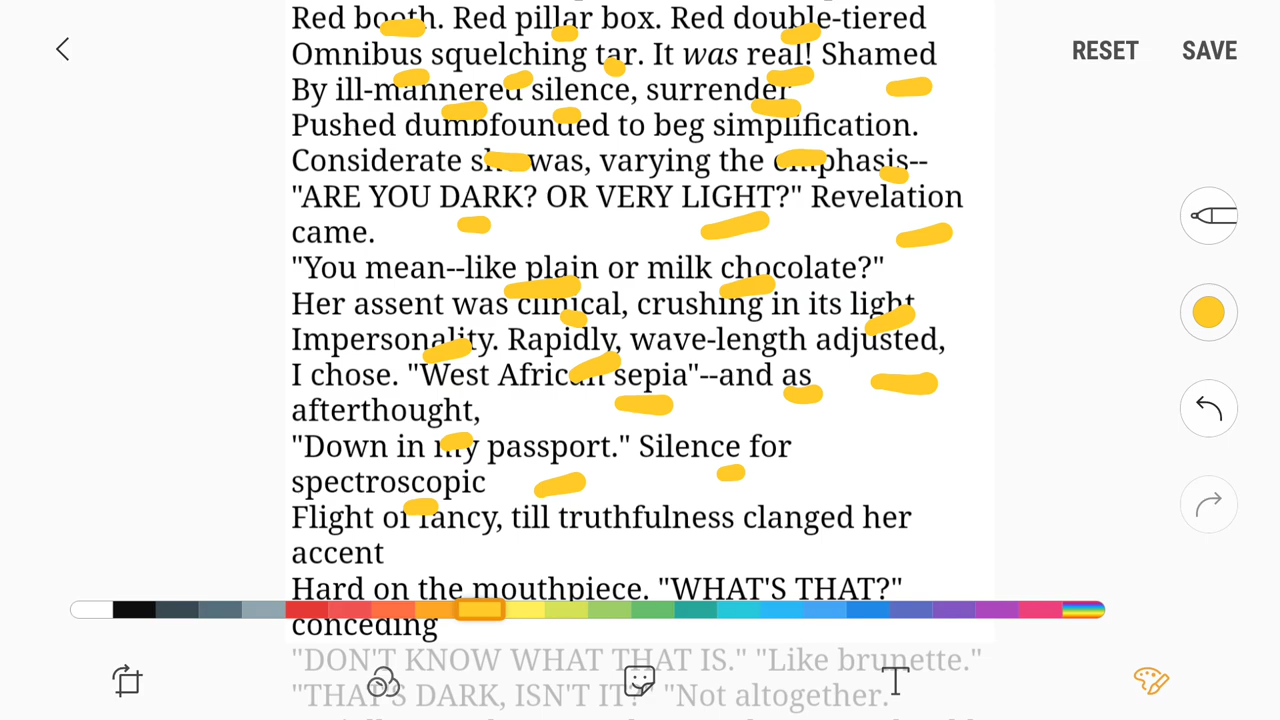 Red booth. Red pillar box. Red double-tiered
RESET SAVE
Omnibus squelching tar. It was real! Shamed
By ill-mannered silence, surrender
Pushed dumbfounded to beg simplification.
Considerate she was, varying the emphasis--
"ARE YOU DARK? OR VERY LIGHT?" Revelation
came.
"You mean--like plain or milk chocolate?"
Her assent was clinical, crushing in its light
Impersonality. Rapidly, wave-length adjusted,
I chose. "West African sepia"--and as
afterthought,
"Down in my passport." Silence for
spectroscopic
Flight of fancy, till truthfulness clanged her
accent
Hard on the mouthpiece. "WHAT'S THAT?"
conceding
"DON'T KNOW WHAT THAT IS." "Like brunette."
"THAT'S DARK, ISN'T IT?" "Not altogether.